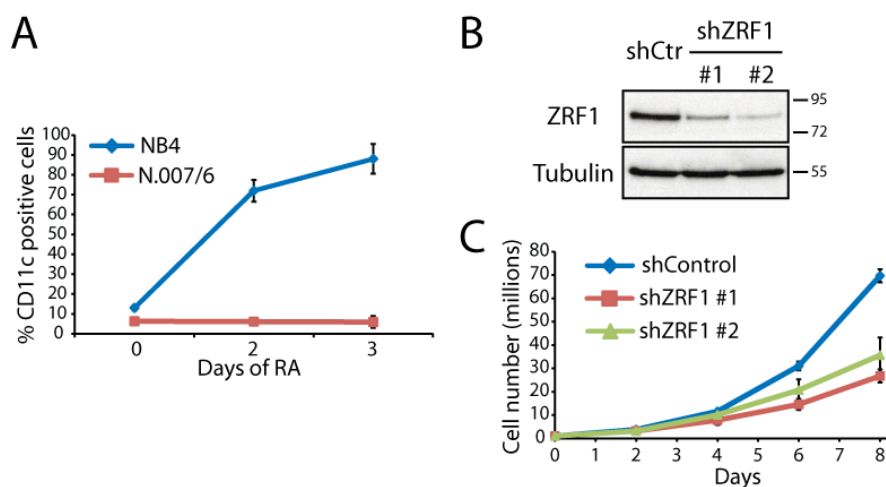 A
% CD11c positive cells
100
90
80
70
60
50
40
30
20
10
0
NB4
N.007/6
0 2 3
Days of RA
B
shCtr shZRF1
#1 #2
ZRF1
95
72
Tubulin
55
C
Cell number (millions)
80
70
60
50
40
30
20
10
0
shControl
shZRF1 #1
shZRF1 #2
0 1 2 3 4 5 6 7 8
Days